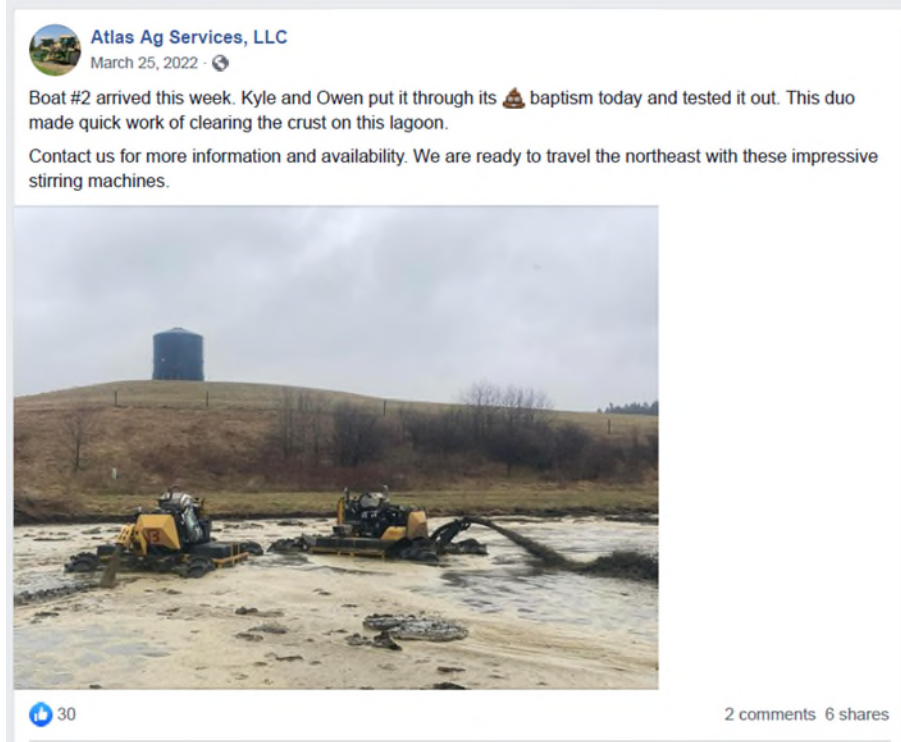 Atlas Ag Services, LLC
March 25, 2022 ·
Boat #2 arrived this week. Kyle and Owen put it through its 💩 baptism today and tested it out. This duo
made quick work of clearing the crust on this lagoon.
Contact us for more information and availability. We are ready to travel the northeast with these impressive
stirring machines.
30
2 comments 6 shares